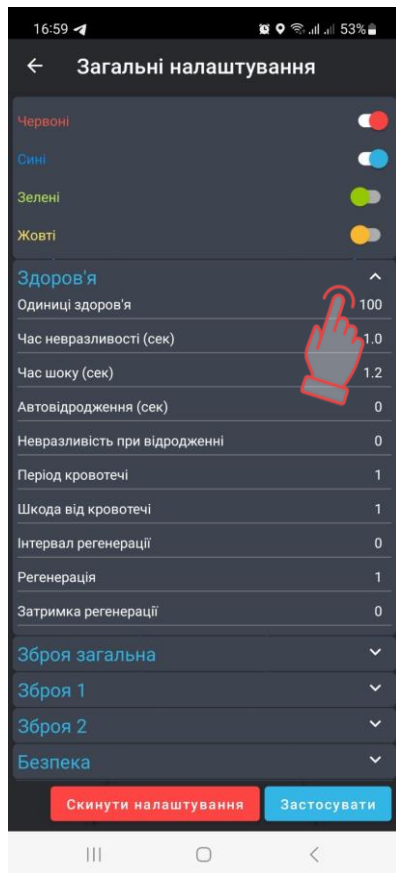 16:59 53%
Загальні налаштування
Червоні
Сині
Зелені
Жовті
Здоров'я
Одиниці здоров'я 100
Час невразливості (сек) 1.0
Час шоку (сек) 1.2
Автовідродження (сек) 0
Невразливість при відродженні 0
Період кровотечі 1
Шкода від кровотечі 1
Інтервал регенерації 0
Регенерація 1
Затримка регенерації 0
Зброя загальна
Зброя 1
Зброя 2
Безпека
Скинути налаштування Застосувати